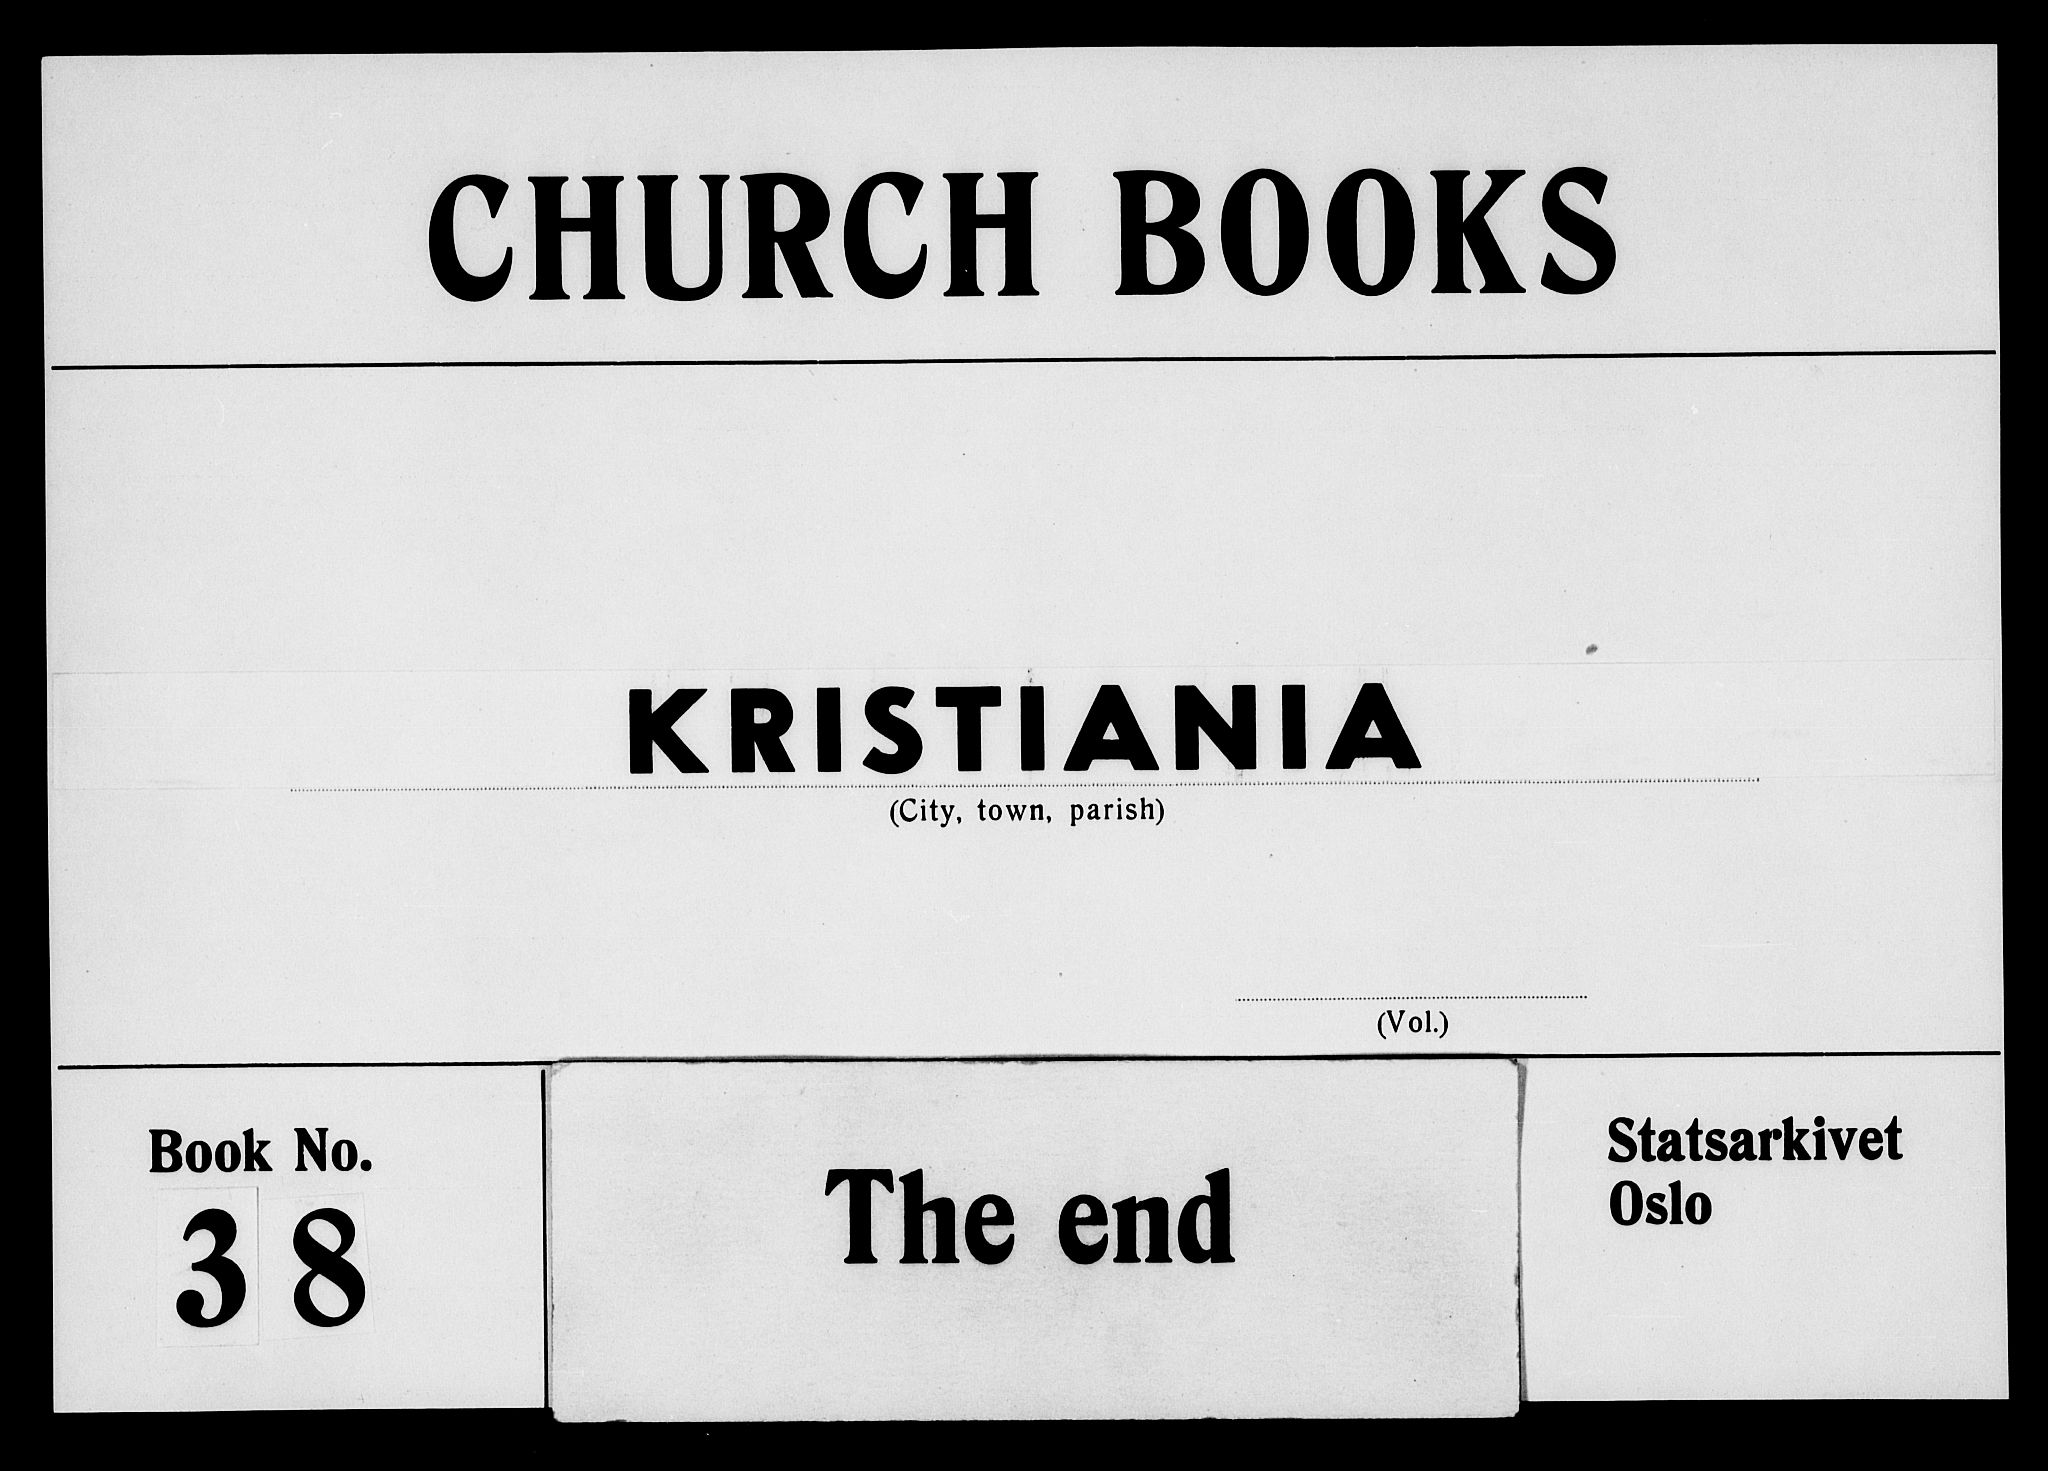 CHURCH BOOKS
KRISTIANIA
(City, town, parish)
(Vol.)
Book No.
38
The end
Statsarkivet
Oslo